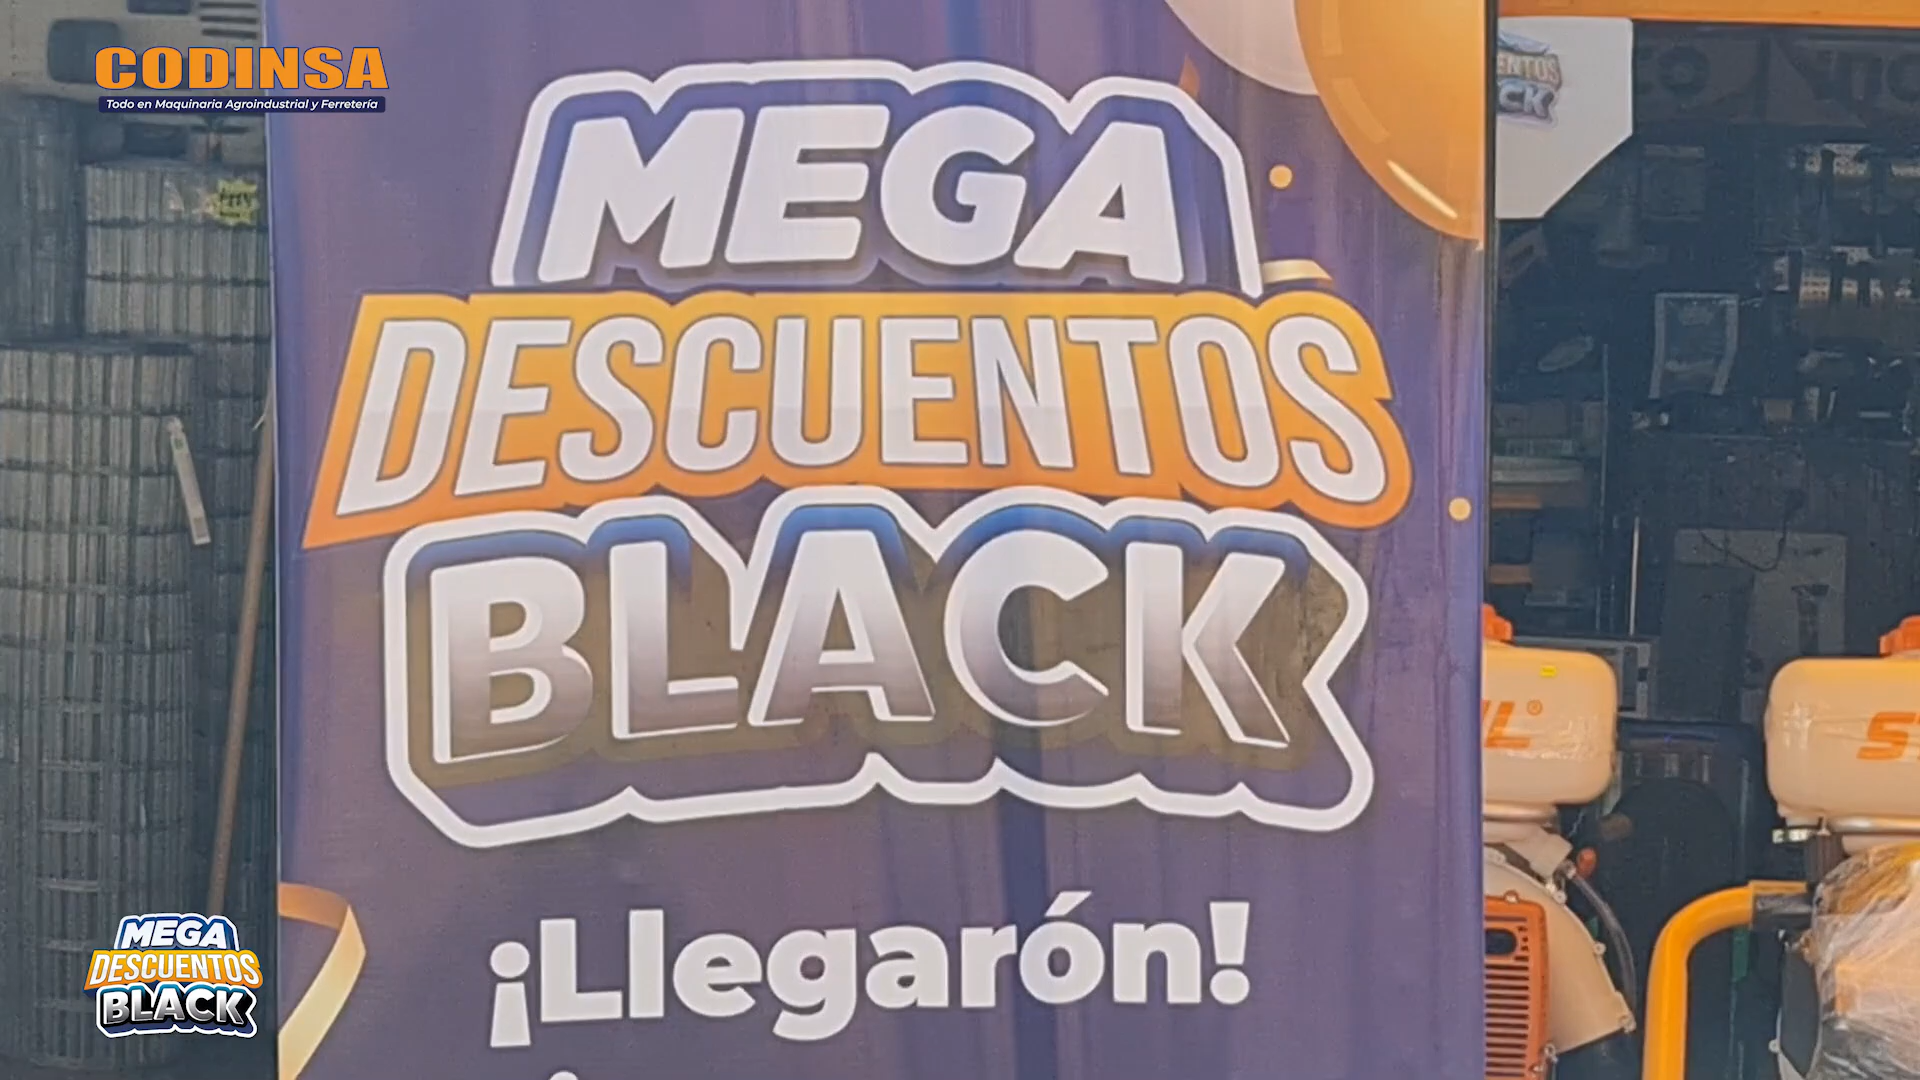 CODINSA
Todo en Maquinaria Agroindustrial y Ferretería
MEGA
DESCUENTOS
BLACK
¡Llegarón!
MEGA
DESCUENTOS
BLACK